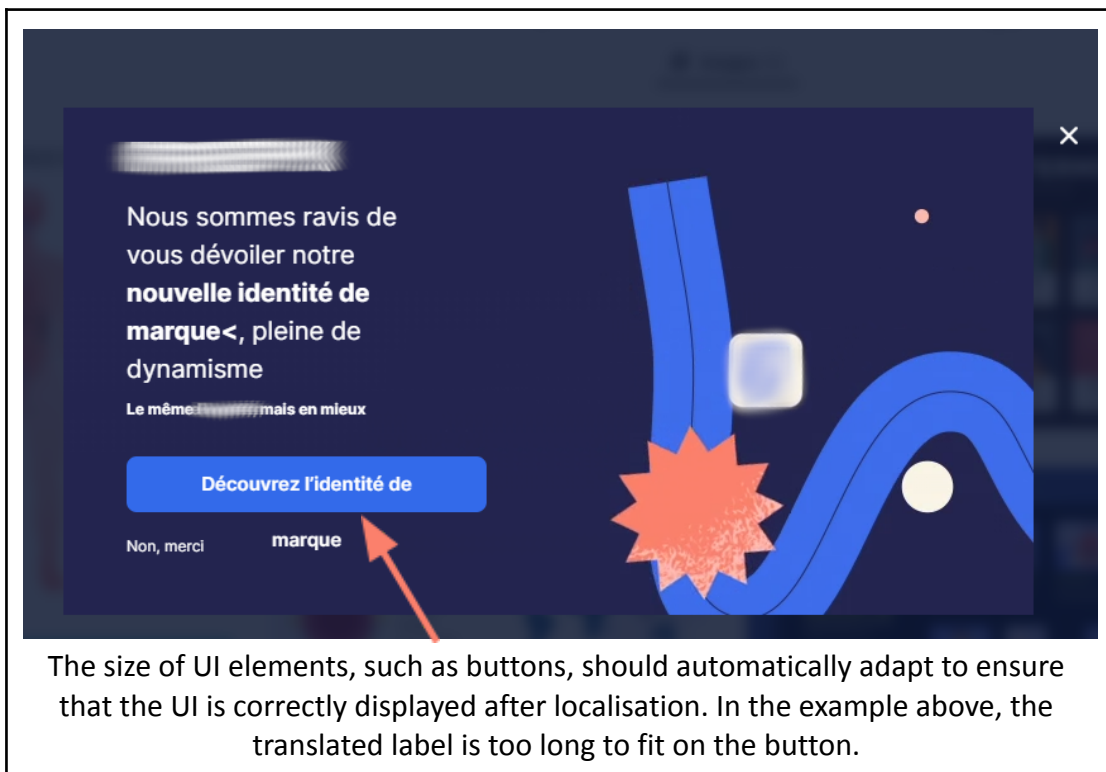 Nous sommes ravis de
vous dévoiler notre
nouvelle identité de
marque<, pleine de
dynamisme
Le même mais en mieux
Découvrez l'identité de
marque
Non, merci
The size of UI elements, such as buttons, should automatically adapt to ensure
that the UI is correctly displayed after localisation. In the example above, the
translated label is too long to fit on the button.